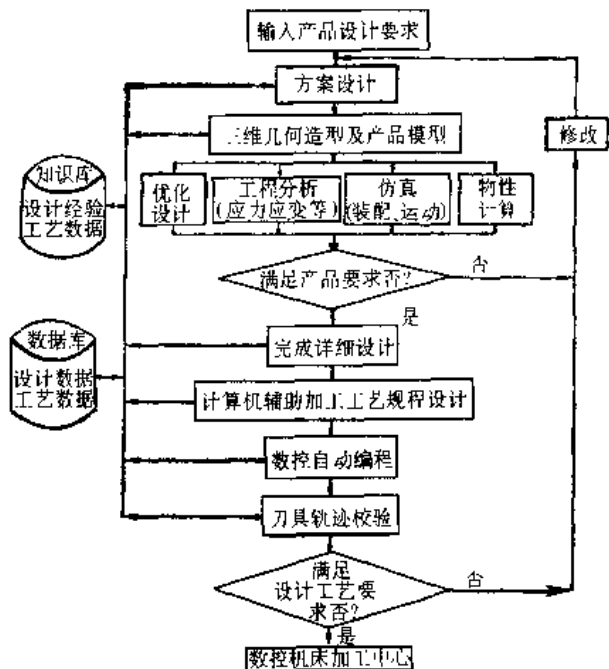 输入产品设计要求
方案设计
三维几何造型及产品模型
修改
知识库
设计经验
工艺数据
优化
设计
工程分析
(应力应变等)
仿真
(装配、运动)
物性
计算
满足产品要求否?
否
是
数据库
设计数据
工艺数据
完成详细设计
计算机辅助加工工艺规程设计
数控自动编程
刀具轨迹校验
满足
设计工艺要
求否?
否
是
数控机床加工中心